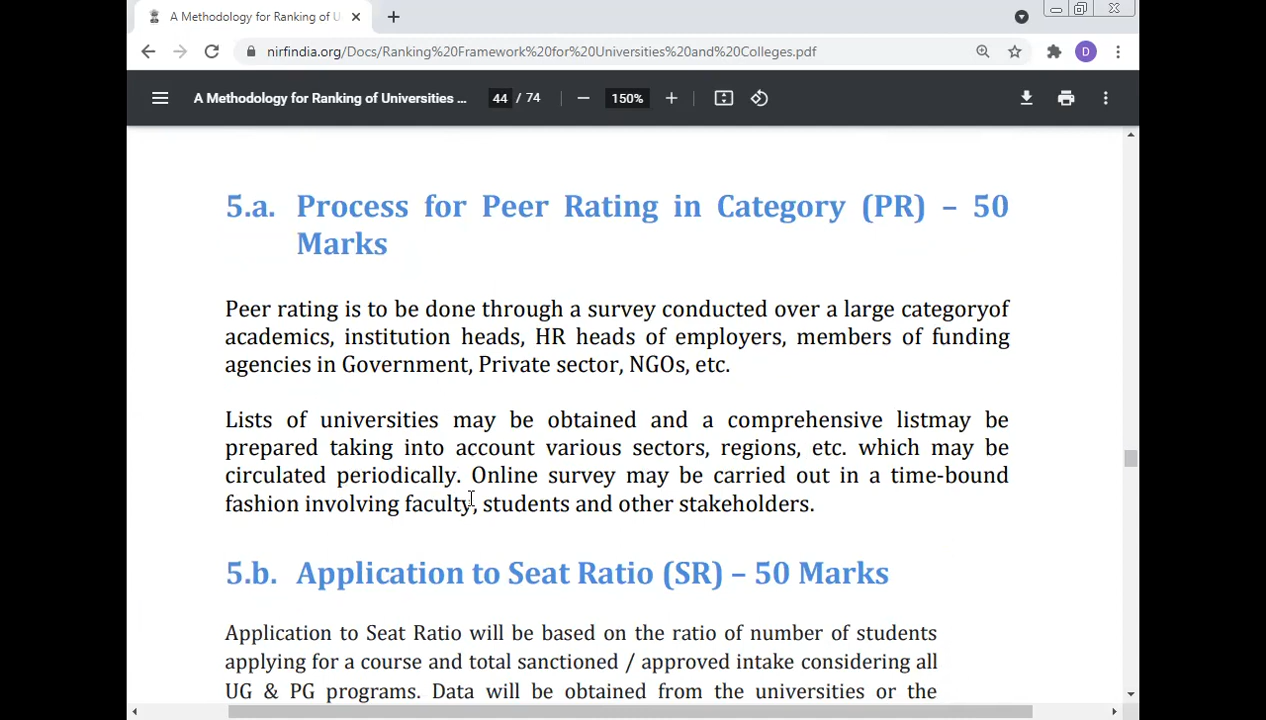 A Methodology for Ranking of U
nirfindia.org/Docs/Ranking%20Framework%20for%20Universities%20and%20Colleges.pdf
D
A Methodology for Ranking of Universities ...
44 / 74
150%
5.a. Process for Peer Rating in Category (PR) – 50
Marks
Peer rating is to be done through a survey conducted over a large categoryof
academics, institution heads, HR heads of employers, members of funding
agencies in Government, Private sector, NGOs, etc.
Lists of universities may be obtained and a comprehensive listmay be
prepared taking into account various sectors, regions, etc. which may be
circulated periodically. Online survey may be carried out in a time-bound
fashion involving faculty, students and other stakeholders.
5.b. Application to Seat Ratio (SR) – 50 Marks
Application to Seat Ratio will be based on the ratio of number of students
applying for a course and total sanctioned / approved intake considering all
UG & PG programs. Data will be obtained from the universities or the